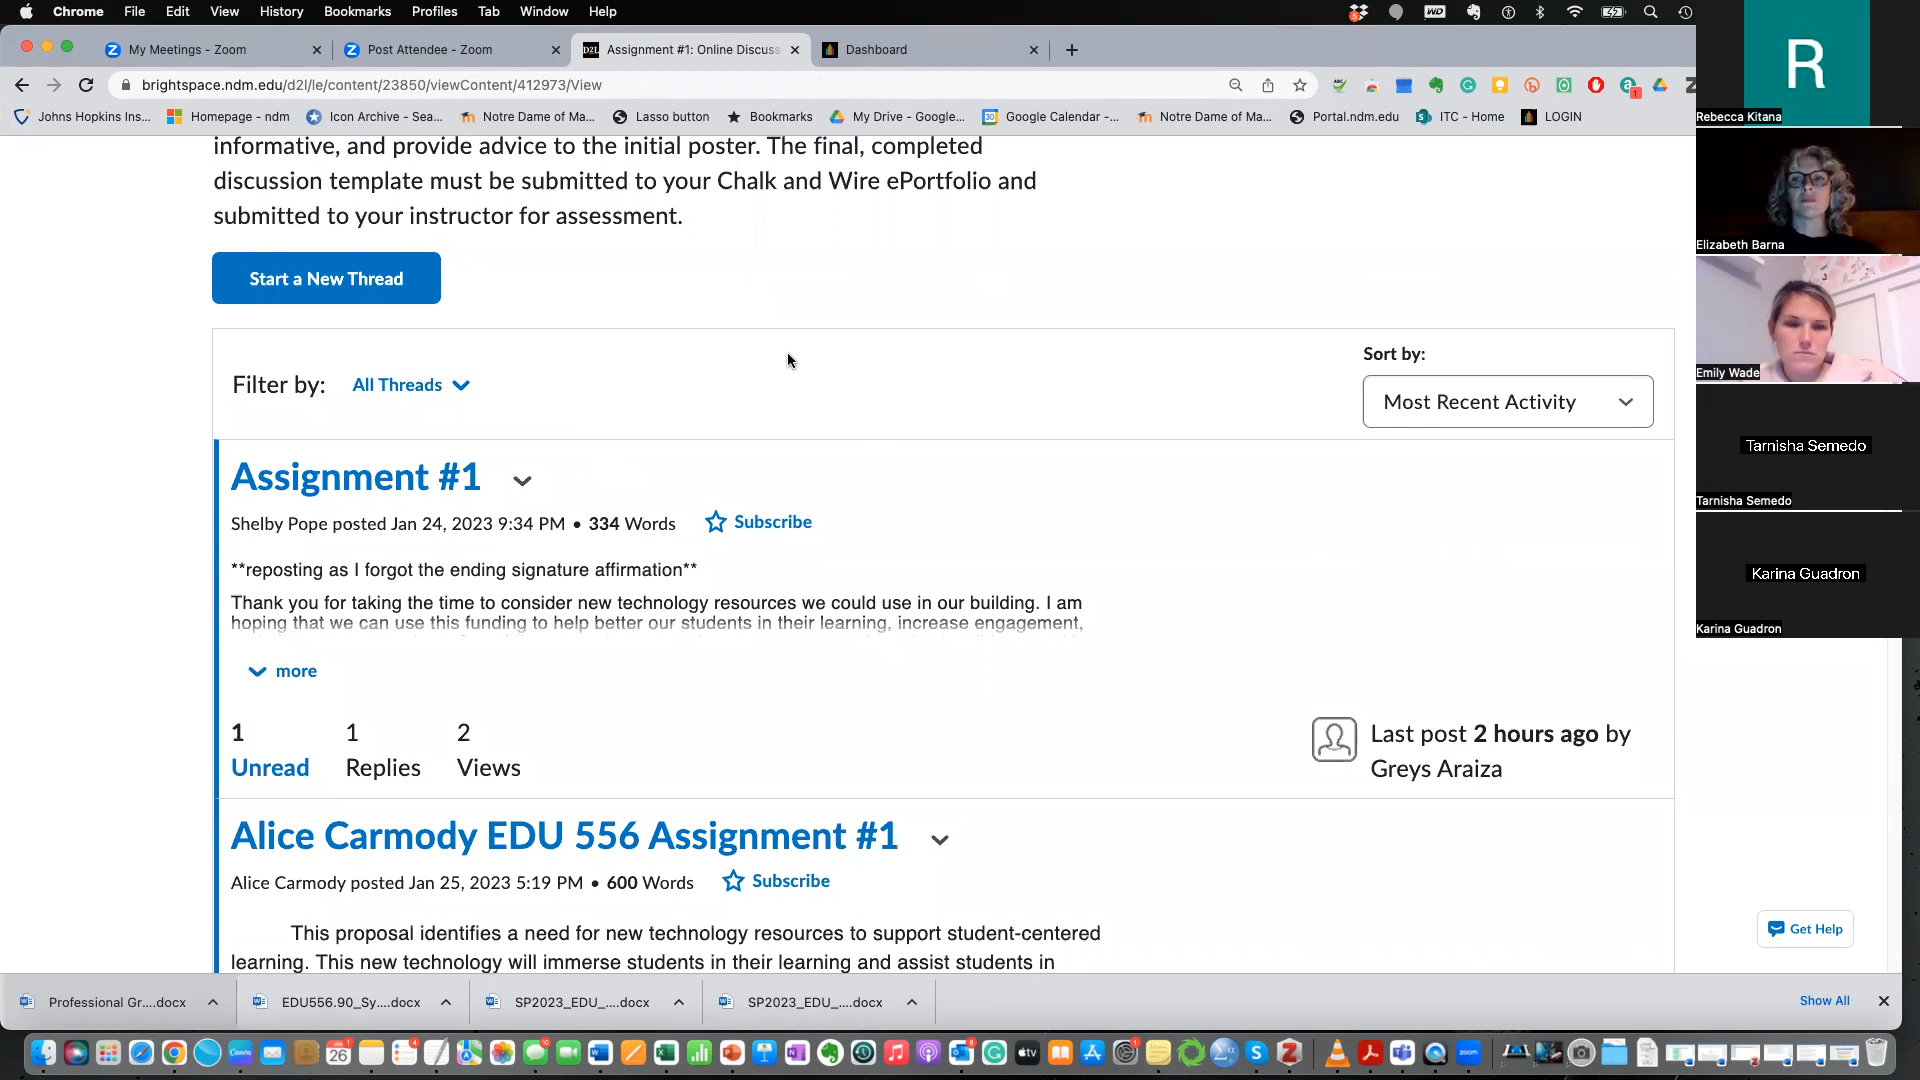 Chrome File Edit View History Bookmarks Profiles Tab Window Help
My Meetings - Zoom
Post Attendee - Zoom
Assignment #1: Online Discuss
Dashboard
brightspace.ndm.edu/d2l/le/content/23850/viewContent/412973/View
Johns Hopkins Ins...
Homepage - ndm
Icon Archive - Sea...
Notre Dame of Ma...
Lasso button
Bookmarks
My Drive - Google...
Google Calendar -...
Notre Dame of Ma...
Portal.ndm.edu
ITC - Home
LOGIN
R
Rebecca Kitana
Elizabeth Barna
Emily Wade
Tarnisha Semedo
Tarnisha Semedo
Karina Guadron
Karina Guadron
informative, and provide advice to the initial poster. The final, completed
discussion template must be submitted to your Chalk and Wire ePortfolio and
submitted to your instructor for assessment.
Start a New Thread
Filter by: All Threads
Sort by:
Most Recent Activity
Assignment #1
Shelby Pope posted Jan 24, 2023 9:34 PM • 334 Words Subscribe
**reposting as I forgot the ending signature affirmation**
Thank you for taking the time to consider new technology resources we could use in our building. I am
hoping that we can use this funding to help better our students in their learning, increase engagement,
more
1 1 2
Unread Replies Views
Last post 2 hours ago by
Greys Araiza
Alice Carmody EDU 556 Assignment #1
Alice Carmody posted Jan 25, 2023 5:19 PM • 600 Words Subscribe
This proposal identifies a need for new technology resources to support student-centered
learning. This new technology will immerse students in their learning and assist students in
Get Help
Professional Gr....docx
EDU556.90_Sy....docx
SP2023_EDU_....docx
SP2023_EDU_....docx
Show All